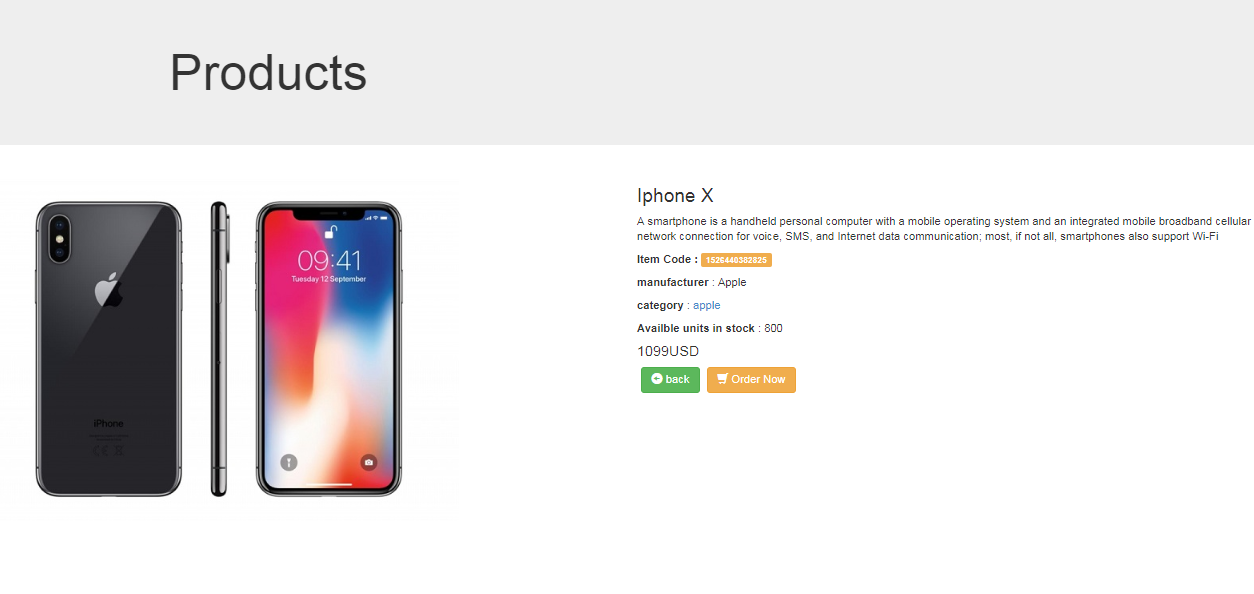 Products
09:41
Tuesday 12 September
iPhone
Iphone X
A smartphone is a handheld personal computer with a mobile operating system and an integrated mobile broadband cellular
network connection for voice, SMS, and Internet data communication; most, if not all, smartphones also support Wi-Fi
Item Code : 1526440382825
manufacturer : Apple
category : apple
Availble units in stock : 800
1099USD
back Order Now